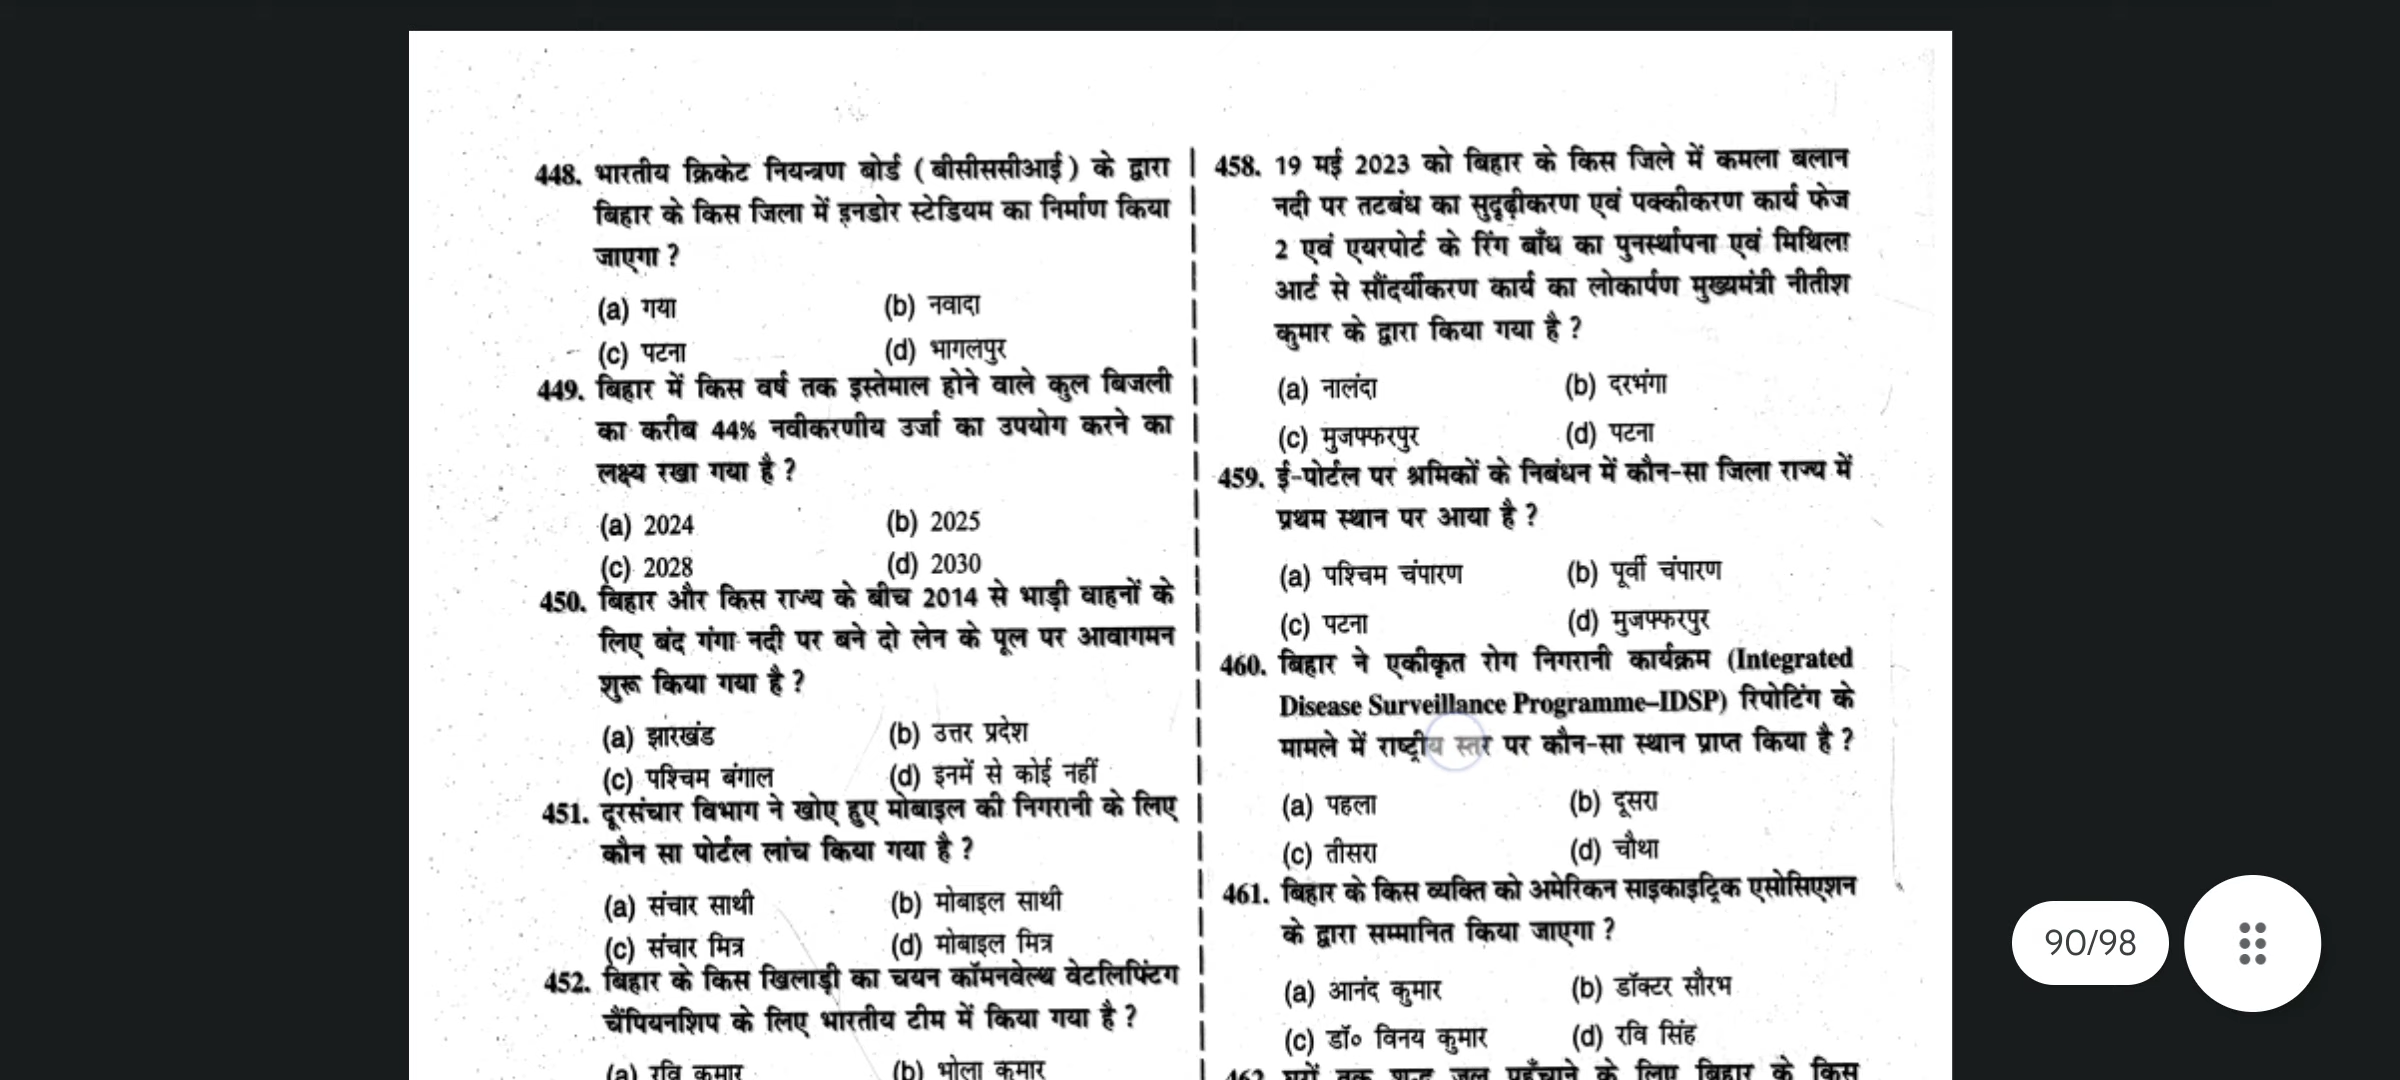 448. भारतीय क्रिकेट नियन्त्रण बोर्ड ( बीसीससीआई ) के द्वारा
बिहार के किस जिला में इनडोर स्टेडियम का निर्माण किया
जाएगा ?
(a) गया (b) नवादा
(c) पटना (d) भागलपुर
449. बिहार में किस वर्ष तक इस्तेमाल होने वाले कुल बिजली
का करीब 44% नवीकरणीय उर्जा का उपयोग करने का
लक्ष्य रखा गया है ?
(a) 2024 (b) 2025
(c) 2028 (d) 2030
450. बिहार और किस राज्य के बीच 2014 से भाड़ी वाहनों के
लिए बंद गंगा नदी पर बने दो लेन के पूल पर आवागमन
शुरू किया गया है ?
(a) झारखंड (b) उत्तर प्रदेश
(c) पश्चिम बंगाल (d) इनमें से कोई नहीं
451. दूरसंचार विभाग ने खोए हुए मोबाइल की निगरानी के लिए
कौन सा पोर्टल लांच किया गया है ?
(a) संचार साथी (b) मोबाइल साथी
(c) संचार मित्र (d) मोबाइल मित्र
452. बिहार के किस खिलाड़ी का चयन कॉमनवेल्थ वेटलिफ्टिंग
चैंपियनशिप के लिए भारतीय टीम में किया गया है ?
(a) रवि कुमार (b) भोला कुमार
458. 19 मई 2023 को बिहार के किस जिले में कमला बलान
नदी पर तटबंध का सुदृढ़ीकरण एवं पक्कीकरण कार्य फेज
2 एवं एयरपोर्ट के रिंग बाँध का पुनर्स्थापना एवं मिथिला
आर्ट से सौंदर्यीकरण कार्य का लोकार्पण मुख्यमंत्री नीतीश
कुमार के द्वारा किया गया है ?
(a) नालंदा (b) दरभंगा
(c) मुजफ्फरपुर (d) पटना
459. ई-पोर्टल पर श्रमिकों के निबंधन में कौन-सा जिला राज्य में
प्रथम स्थान पर आया है ?
(a) पश्चिम चंपारण (b) पूर्वी चंपारण
(c) पटना (d) मुजफ्फरपुर
460. बिहार ने एकीकृत रोग निगरानी कार्यक्रम (Integrated
Disease Surveillance Programme–IDSP) रिपोटिंग के
मामले में राष्ट्रीय स्तर पर कौन-सा स्थान प्राप्त किया है ?
(a) पहला (b) दूसरा
(c) तीसरा (d) चौथा
461. बिहार के किस व्यक्ति को अमेरिकन साइकाइट्रिक एसोसिएशन
के द्वारा सम्मानित किया जाएगा ?
(a) आनंद कुमार (b) डॉक्टर सौरभ
(c) डॉ० विनय कुमार (d) रवि सिंह
462. घरों तक शुद्ध जल पहुँचाने के लिए बिहार के किस
90/98